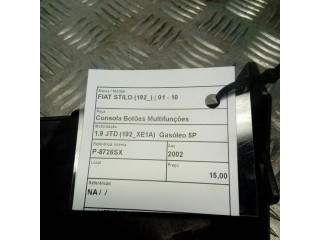 Marca / Modelo
FIAT STILO (192_) | 01 - 10
Peça
Consola Botões Multifunções
Motorização
1.9 JTD (192_XE1A) Gasóleo 5P
Referência Interna
P-8726SX
Ano
2002
Local
Preço
15,00
Referências
NA / /